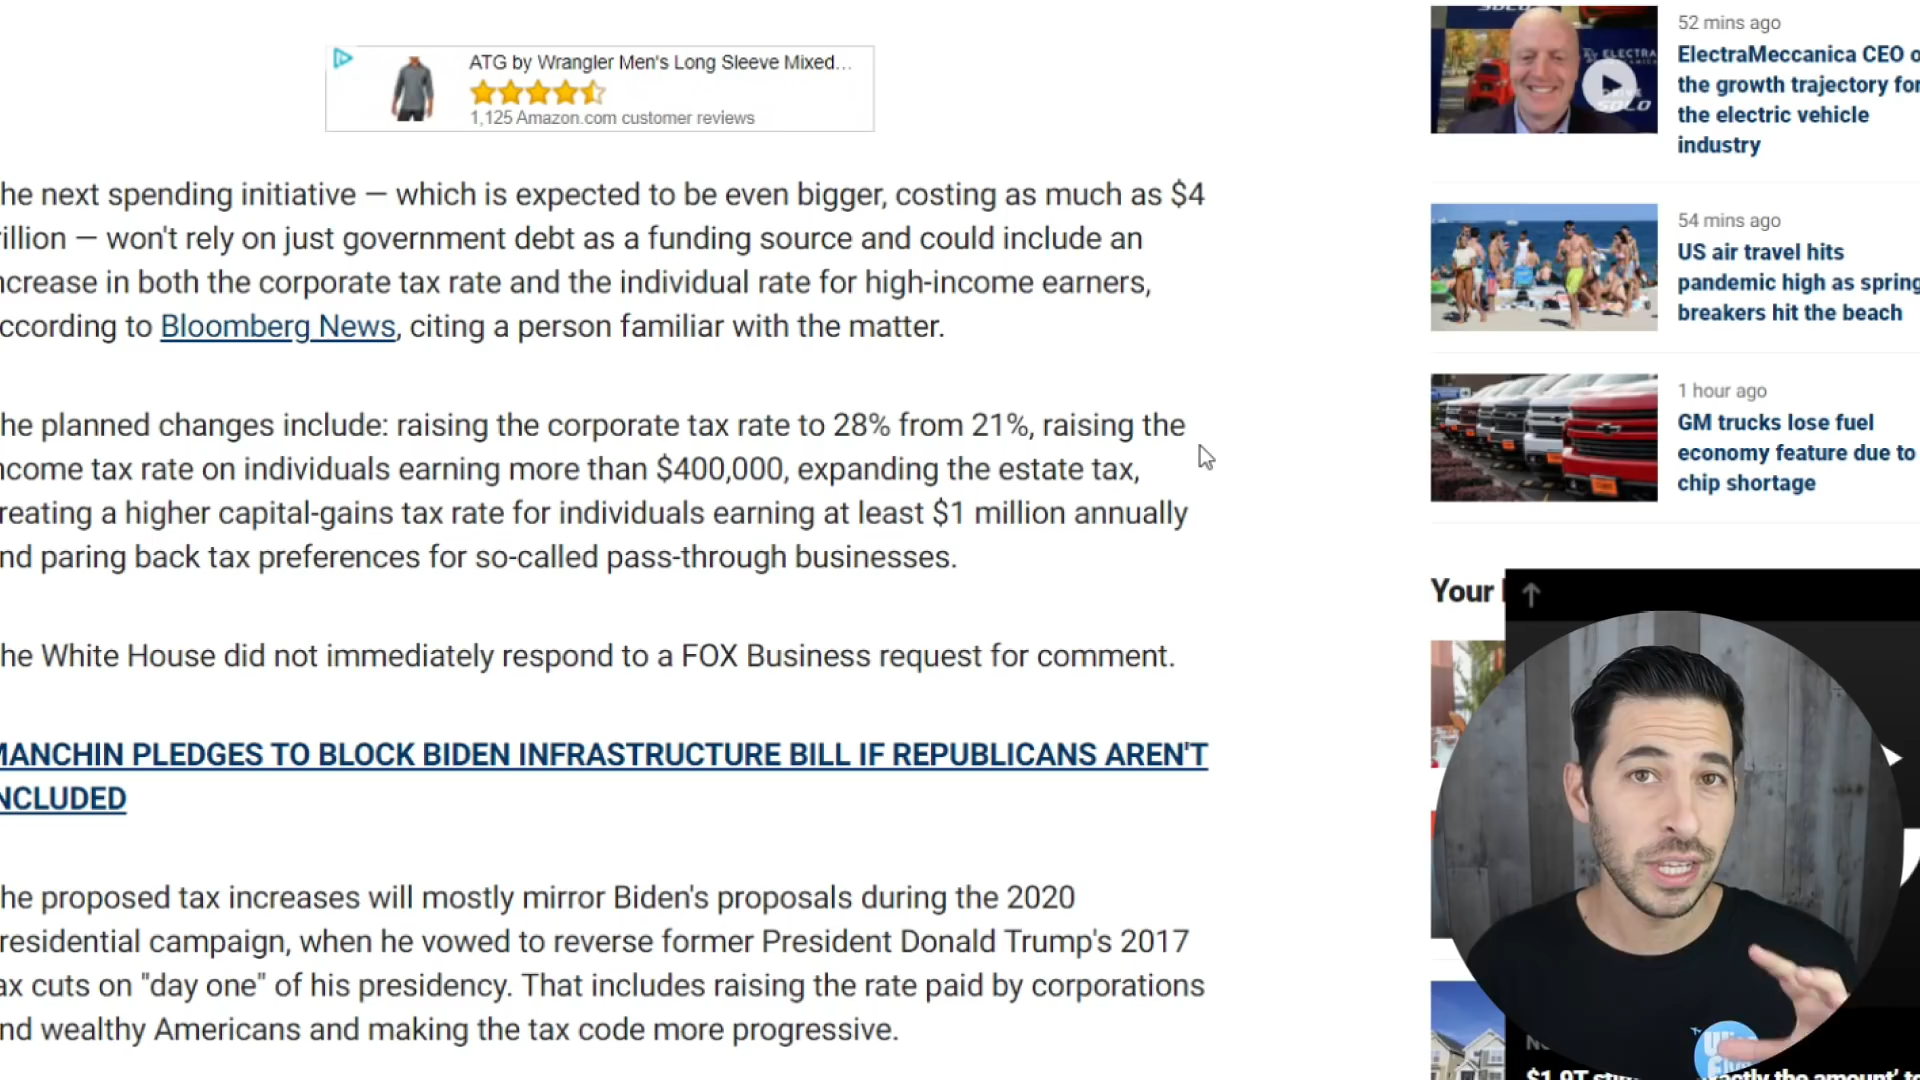 ATG by Wrangler Men's Long Sleeve Mixed...
1,125 Amazon.com customer reviews
he next spending initiative — which is expected to be even bigger, costing as much as $4
illion — won't rely on just government debt as a funding source and could include an
ncrease in both the corporate tax rate and the individual rate for high-income earners,
ccording to Bloomberg News, citing a person familiar with the matter.
he planned changes include: raising the corporate tax rate to 28% from 21%, raising the
ncome tax rate on individuals earning more than $400,000, expanding the estate tax,
reating a higher capital-gains tax rate for individuals earning at least $1 million annually
nd paring back tax preferences for so-called pass-through businesses.
he White House did not immediately respond to a FOX Business request for comment.
MANCHIN PLEDGES TO BLOCK BIDEN INFRASTRUCTURE BILL IF REPUBLICANS AREN'T
NCLUDED
he proposed tax increases will mostly mirror Biden's proposals during the 2020
residential campaign, when he vowed to reverse former President Donald Trump's 2017
ax cuts on "day one" of his presidency. That includes raising the rate paid by corporations
nd wealthy Americans and making the tax code more progressive.
52 mins ago
ElectraMeccanica CEO o
the growth trajectory for
the electric vehicle
industry
54 mins ago
US air travel hits
pandemic high as spring
breakers hit the beach
1 hour ago
GM trucks lose fuel
economy feature due to
chip shortage
Your